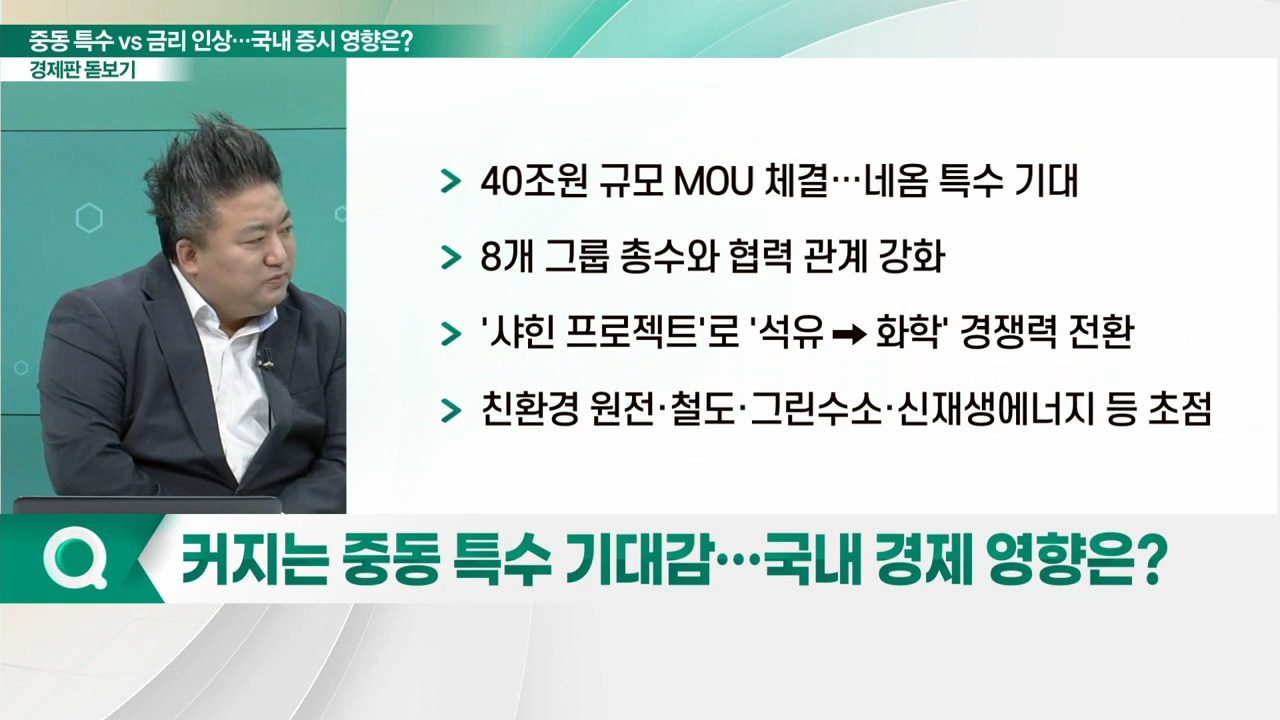 중동 특수 vs 금리 인상…국내 증시 영향은?
경제판 돋보기
> 40조원 규모 MOU 체결…네옴 특수 기대
> 8개 그룹 총수와 협력 관계 강화
> '샤힌 프로젝트'로 '석유 ➡ 화학' 경쟁력 전환
> 친환경 원전·철도·그린수소·신재생에너지 등 초점
Q 커지는 중동 특수 기대감…국내 경제 영향은?